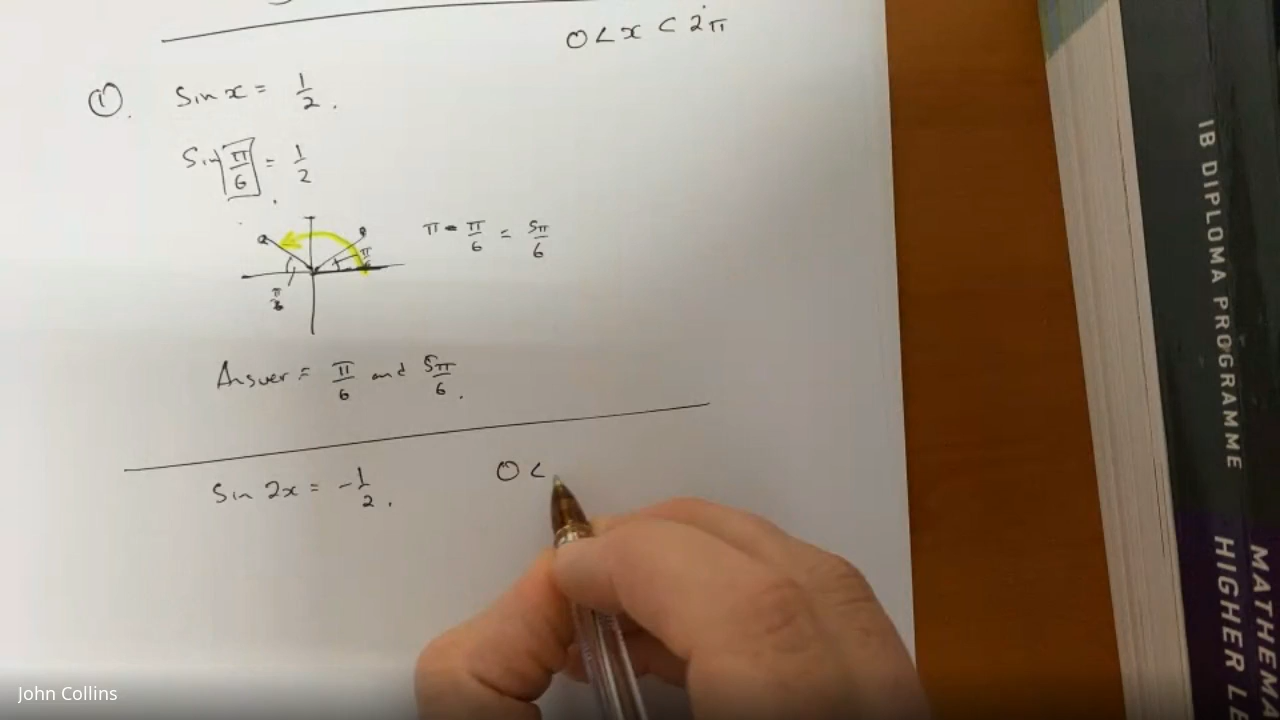 0 < x < 2π
①. Sin x = 1/2.
Sin π/6 = 1/2.
π/6
π - π/6 = 5π/6
π/6
Answer = π/6 and 5π/6.
Sin 2x = -1/2.
0 <
IB DIPLOMA PROGRAMME
MATHEMA
HIGHER LE
John Collins